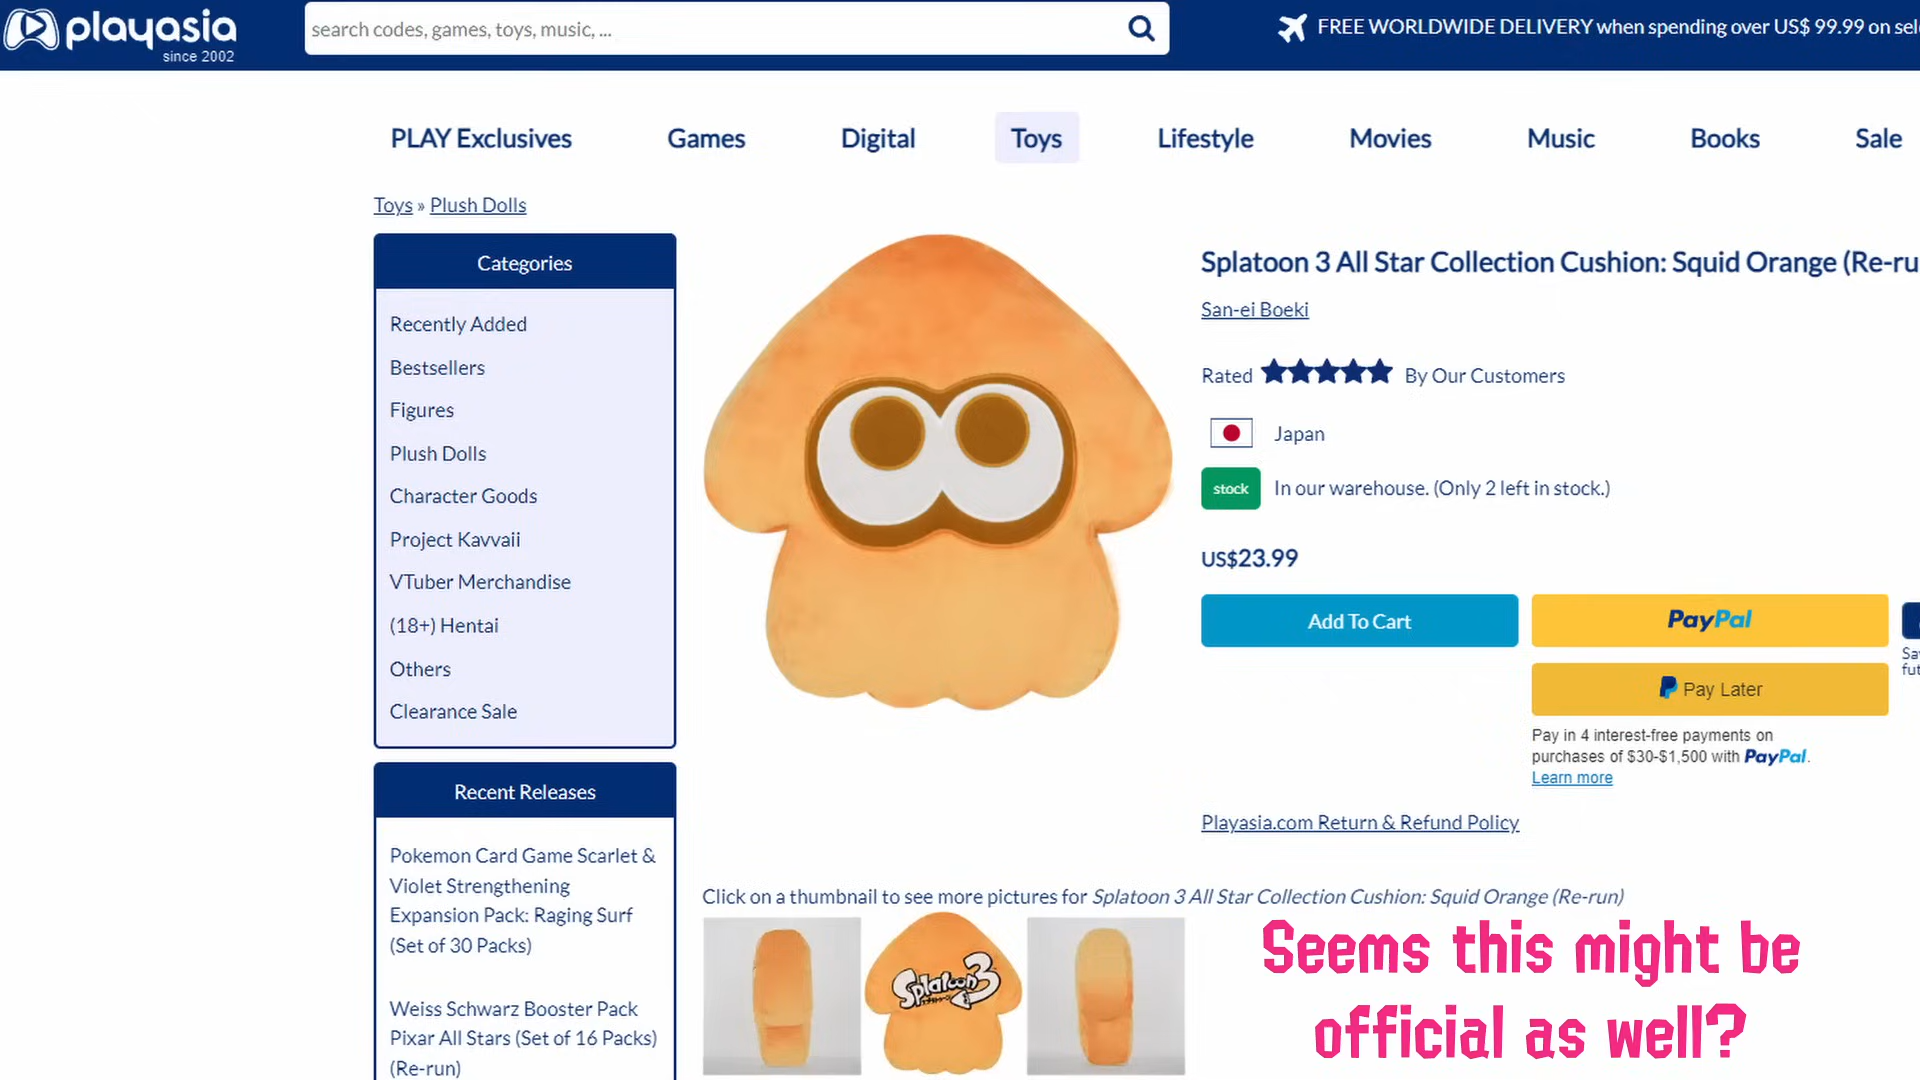 playasia
since 2002
search codes, games, toys, music, ...
FREE WORLDWIDE DELIVERY when spending over US$ 99.99 on sel
PLAY Exclusives
Games
Digital
Toys
Lifestyle
Movies
Music
Books
Sale
Toys » Plush Dolls
Categories
Recently Added
Bestsellers
Figures
Plush Dolls
Character Goods
Project Kavvaii
VTuber Merchandise
(18+) Hentai
Others
Clearance Sale
Recent Releases
Pokemon Card Game Scarlet &
Violet Strengthening
Expansion Pack: Raging Surf
(Set of 30 Packs)
Weiss Schwarz Booster Pack
Pixar All Stars (Set of 16 Packs)
(Re-run)
Splatoon 3 All Star Collection Cushion: Squid Orange (Re-ru
San-ei Boeki
Rated
By Our Customers
Japan
stock
In our warehouse. (Only 2 left in stock.)
US$23.99
Add To Cart
PayPal
Pay Later
Pay in 4 interest-free payments on
purchases of $30-$1,500 with PayPal.
Learn more
Sa
fut
Playasia.com Return & Refund Policy
Click on a thumbnail to see more pictures for Splatoon 3 All Star Collection Cushion: Squid Orange (Re-run)
Splatoon 3
Seems this might be
official as well?